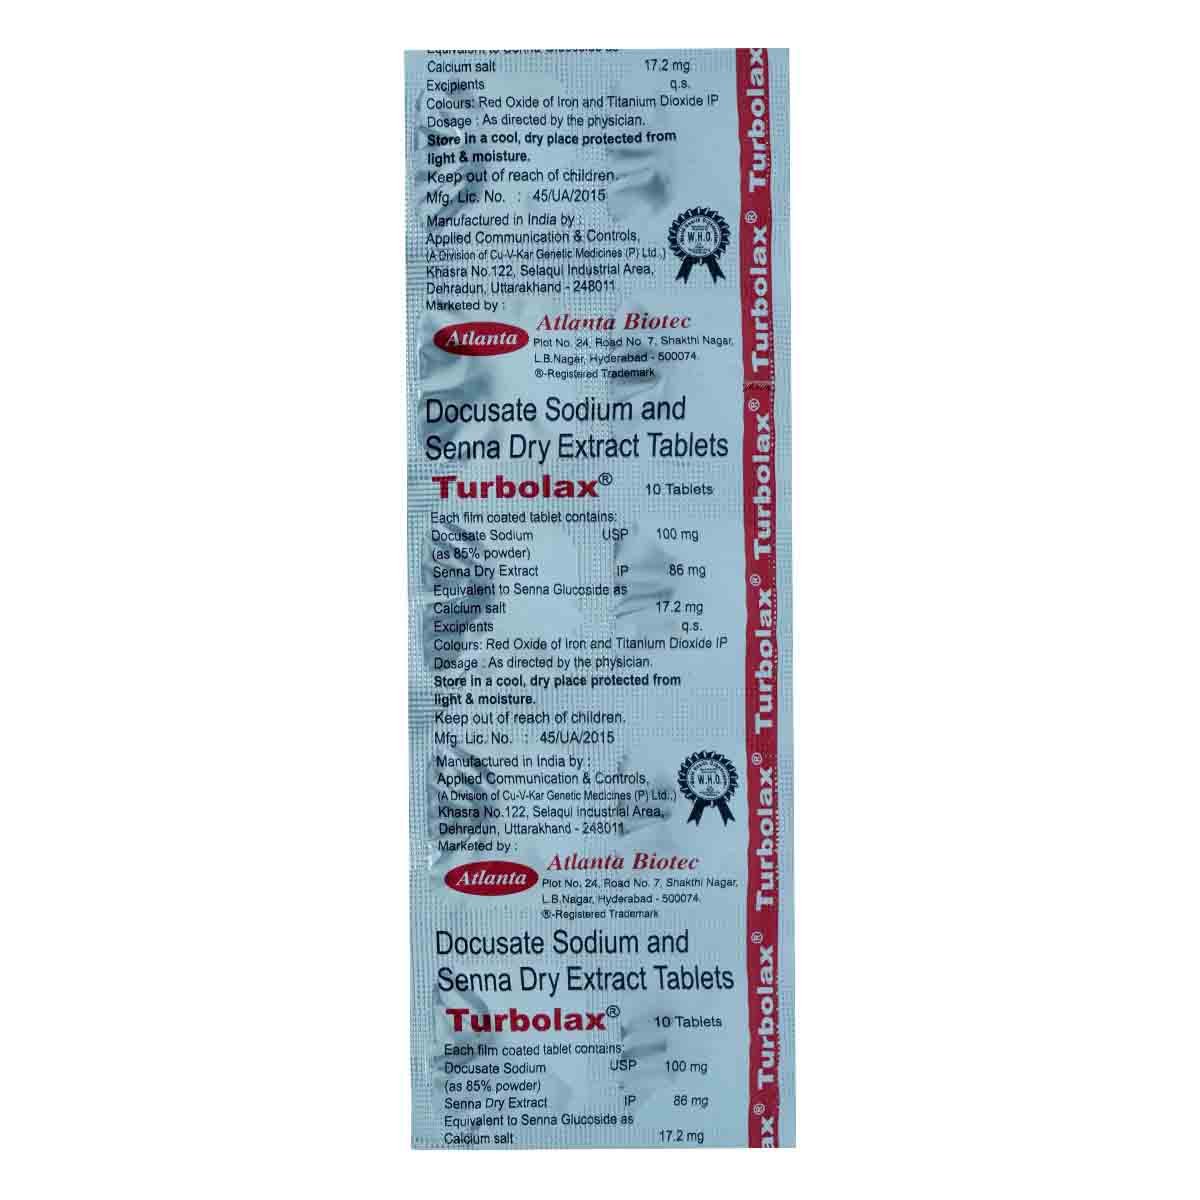 Equivalent to Senna Glucoside as
Calcium salt 17.2 mg
Excipients q.s.
Colours: Red Oxide of Iron and Titanium Dioxide IP
Dosage : As directed by the physician.
Store in a cool, dry place protected from
light & moisture.
Keep out of reach of children.
Mfg. Lic. No. : 45/UA/2015
Manufactured in India by :
Applied Communication & Controls,
(A Division of Cu-V-Kar Genetic Medicines (P) Ltd.,)
Khasra No.122, Selaqui Industrial Area,
Dehradun, Uttarakhand - 248011.
W.H.O.
Marketed by :
Atlanta
Atlanta Biotec
Plot No. 24, Road No. 7, Shakthi Nagar,
L.B.Nagar, Hyderabad - 500074.
®-Registered Trademark
Docusate Sodium and
Senna Dry Extract Tablets
Turbolax® 10 Tablets
Each film coated tablet contains:
Docusate Sodium USP 100 mg
(as 85% powder)
Senna Dry Extract IP 86 mg
Equivalent to Senna Glucoside as
Calcium salt 17.2 mg
Excipients q.s.
Colours: Red Oxide of Iron and Titanium Dioxide IP
Dosage : As directed by the physician.
Store in a cool, dry place protected from
light & moisture.
Keep out of reach of children.
Mfg. Lic. No. : 45/UA/2015
Manufactured in India by :
Applied Communication & Controls,
(A Division of Cu-V-Kar Genetic Medicines (P) Ltd.,)
Khasra No.122, Selaqui Industrial Area,
Dehradun, Uttarakhand - 248011.
W.H.O.
Marketed by :
Atlanta
Atlanta Biotec
Plot No. 24, Road No. 7, Shakthi Nagar,
L.B.Nagar, Hyderabad - 500074.
®-Registered Trademark
Docusate Sodium and
Senna Dry Extract Tablets
Turbolax® 10 Tablets
Each film coated tablet contains:
Docusate Sodium USP 100 mg
(as 85% powder)
Senna Dry Extract IP 86 mg
Equivalent to Senna Glucoside as
Calcium salt 17.2 mg
ax® Turbolax® Turbolax® Turbolax® Turbolax® Turbolax® Turbolax